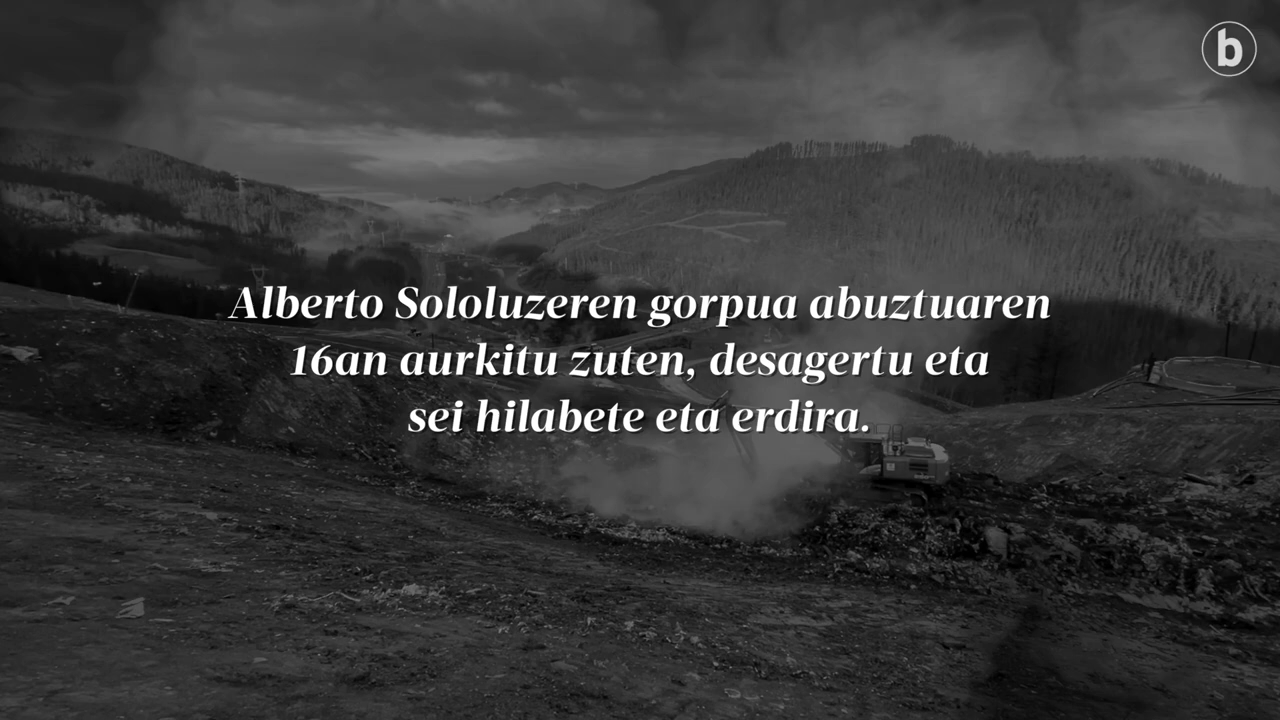 b
Alberto Sololuzeren gorpua abuztuaren
16an aurkitu zuten, desagertu eta
sei hilabete eta erdira.